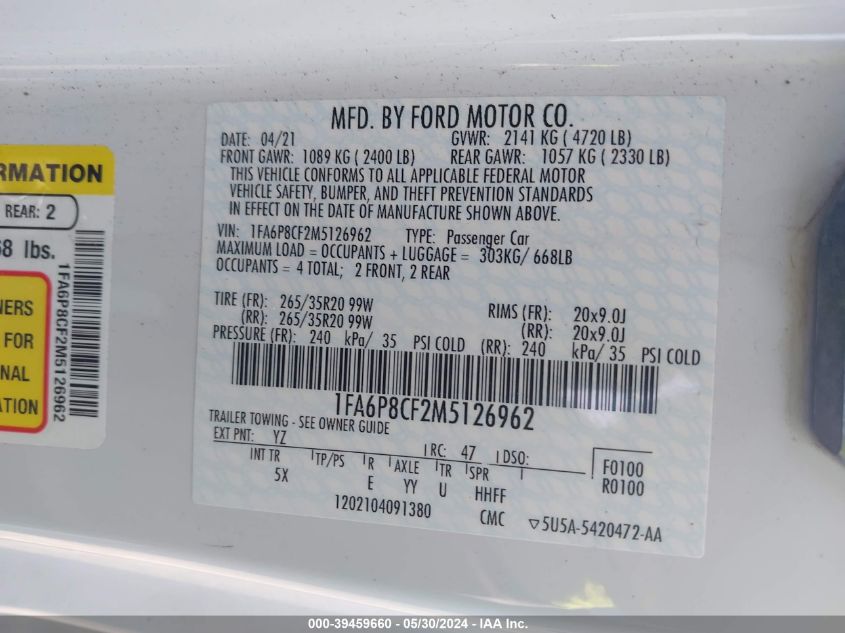 RMATION
REAR: 2
68 lbs.
NERS
FOR
NAL
ATION
1FA6P8CF2M5126962
MFD. BY FORD MOTOR CO.
DATE: 04/21 GVWR: 2141 KG ( 4720 LB)
FRONT GAWR: 1089 KG ( 2400 LB) REAR GAWR: 1057 KG ( 2330 LB)
THIS VEHICLE CONFORMS TO ALL APPLICABLE FEDERAL MOTOR
VEHICLE SAFETY, BUMPER, AND THEFT PREVENTION STANDARDS
IN EFFECT ON THE DATE OF MANUFACTURE SHOWN ABOVE.
VIN: 1FA6P8CF2M5126962 TYPE: Passenger Car
MAXIMUM LOAD = OCCUPANTS + LUGGAGE = 303KG/ 668LB
OCCUPANTS = 4 TOTAL; 2 FRONT, 2 REAR
TIRE (FR): 265/35R20 99W RIMS (FR): 20x9.0J
(RR): 265/35R20 99W (RR): 20x9.0J
PRESSURE (FR): 240 kPa/ 35 PSI COLD (RR): 240 kPa/ 35 PSI COLD
1FA6P8CF2M5126962
TRAILER TOWING - SEE OWNER GUIDE
EXT PNT: YZ RC: 47 DSO:
INT TR TP/PS R AXLE TR SPR
5X E YY U HHFF
F0100
R0100
1202104091380 CMC ▽5U5A-5420472-AA
000-39459660 - 05/30/2024 - IAA Inc.